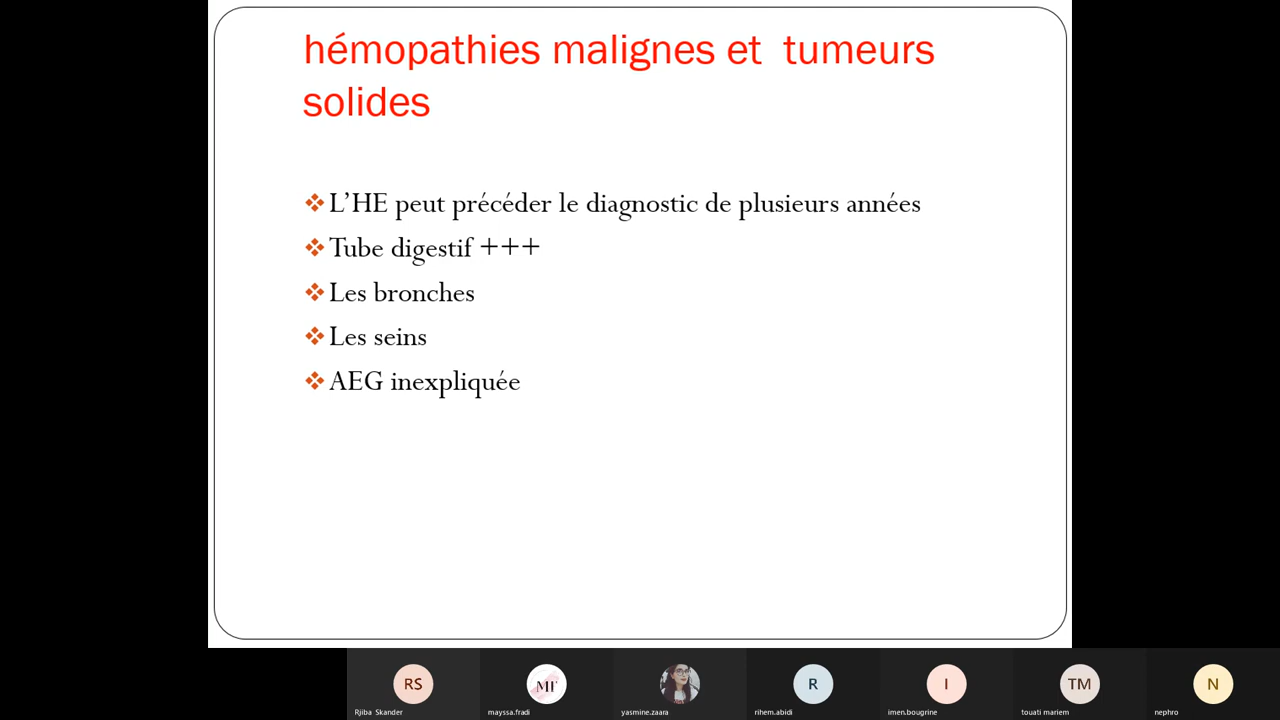 hémopathies malignes et tumeurs
solides
L'HE peut précéder le diagnostic de plusieurs années
Tube digestif +++
Les bronches
Les seins
AEG inexpliquée
RS
MF
R
I
TM
N
Rjiba Skander
mayssa.fradi
yasmine.zaara
rihem.abidi
imen.bougrine
touati mariem
nephro